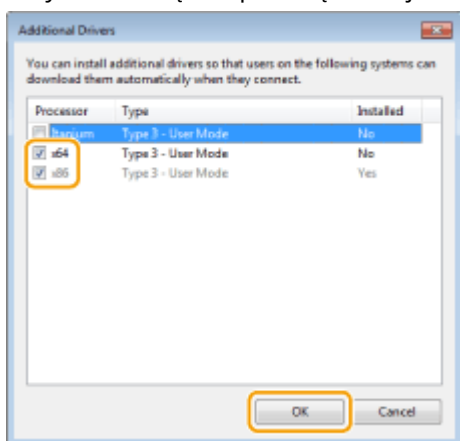 Additional Drivers
You can install additional drivers so that users on the following systems can
download them automatically when they connect.
Processor Type Installed
Itanium Type 3 - User Mode No
x64 Type 3 - User Mode No
x86 Type 3 - User Mode Yes
OK Cancel